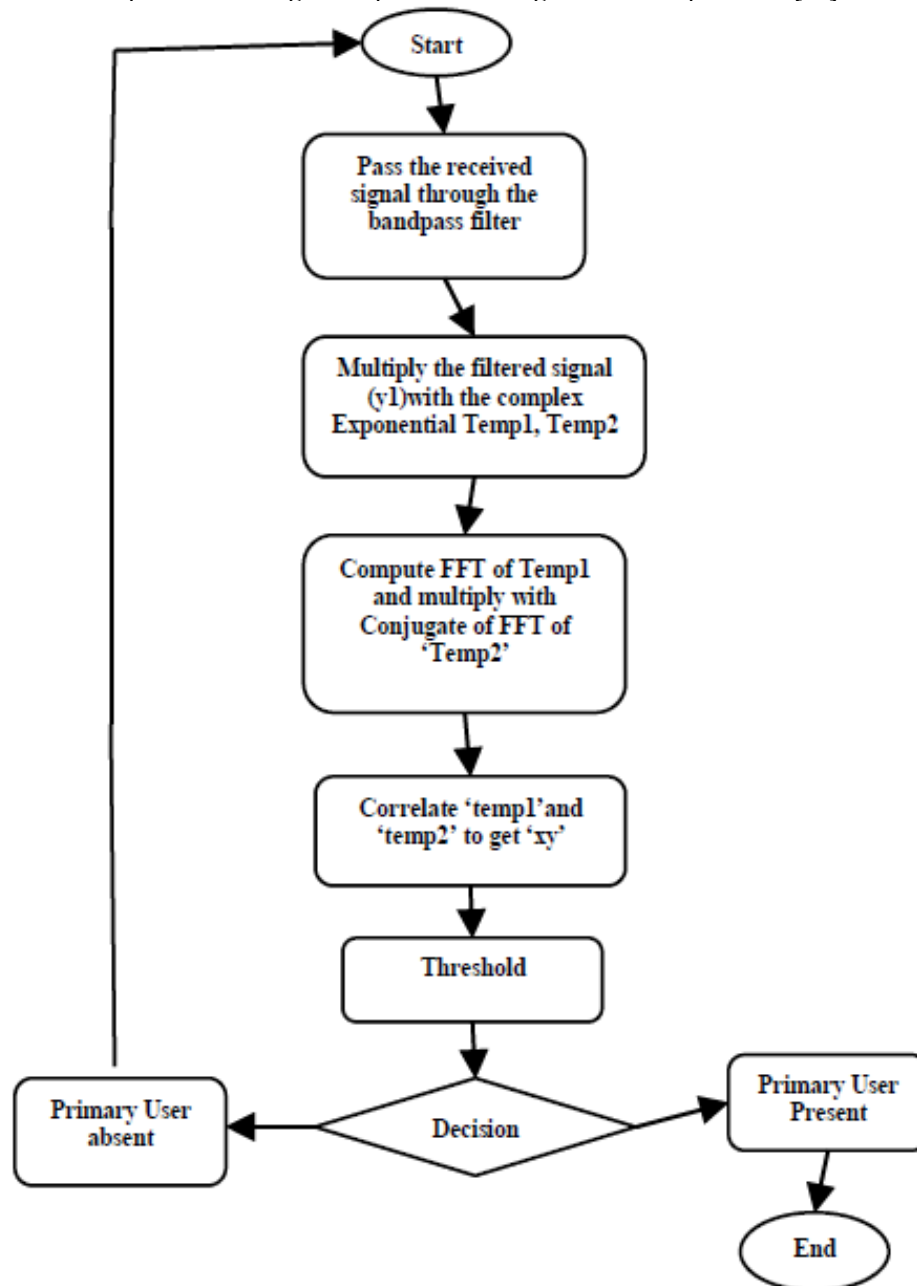 Start
Pass the received
signal through the
bandpass filter
Multiply the filtered signal
(y1)with the complex
Exponential Temp1, Temp2
Compute FFT of Temp1
and multiply with
Conjugate of FFT of
‘Temp2’
Correlate ‘temp1’and
‘temp2’ to get ‘xy’
Threshold
Decision
Primary User
absent
Primary User
Present
End